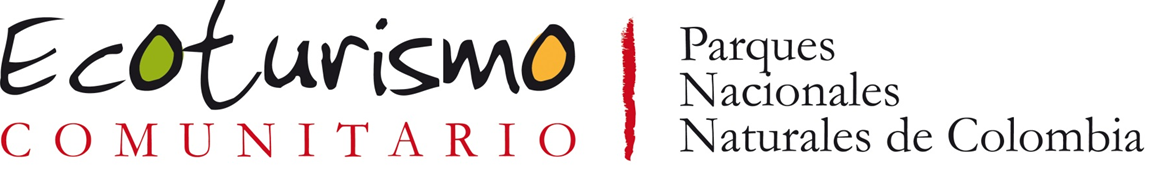 Ecoturismo
COMUNITARIO
Parques
Nacionales
Naturales de Colombia